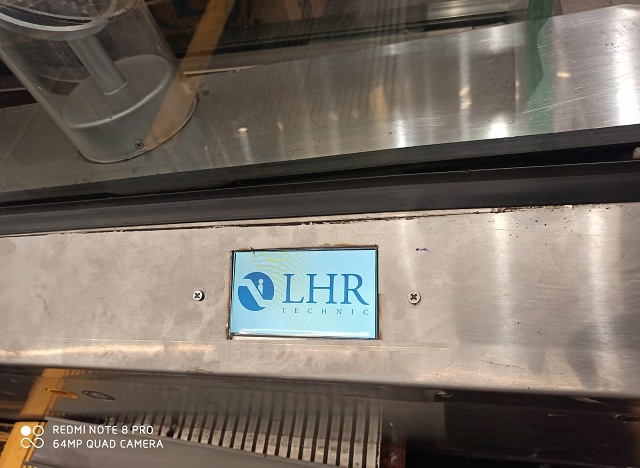 LHR
TECHNIC
REDMI NOTE 8 PRO
64MP QUAD CAMERA